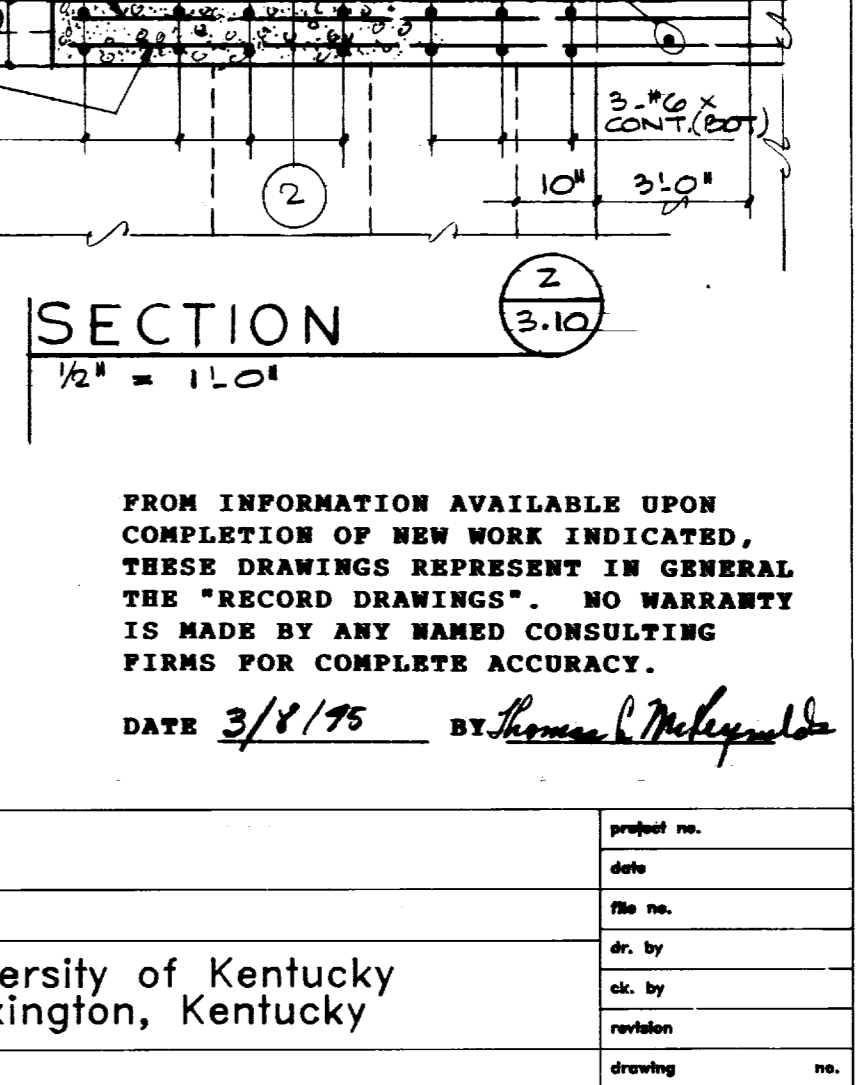 3-#6 x
CONT.(BOT)
10" 3'-0"
2
SECTION
2
3.10
1/2" = 1'-0"
FROM INFORMATION AVAILABLE UPON
COMPLETION OF NEW WORK INDICATED,
THESE DRAWINGS REPRESENT IN GENERAL
THE "RECORD DRAWINGS". NO WARRANTY
IS MADE BY ANY NAMED CONSULTING
FIRMS FOR COMPLETE ACCURACY.
DATE 3/8/95 BY Thomas C McReynolds
project no.
date
file no.
dr. by
ersity of Kentucky
ck. by
xington, Kentucky
revision
drawing no.